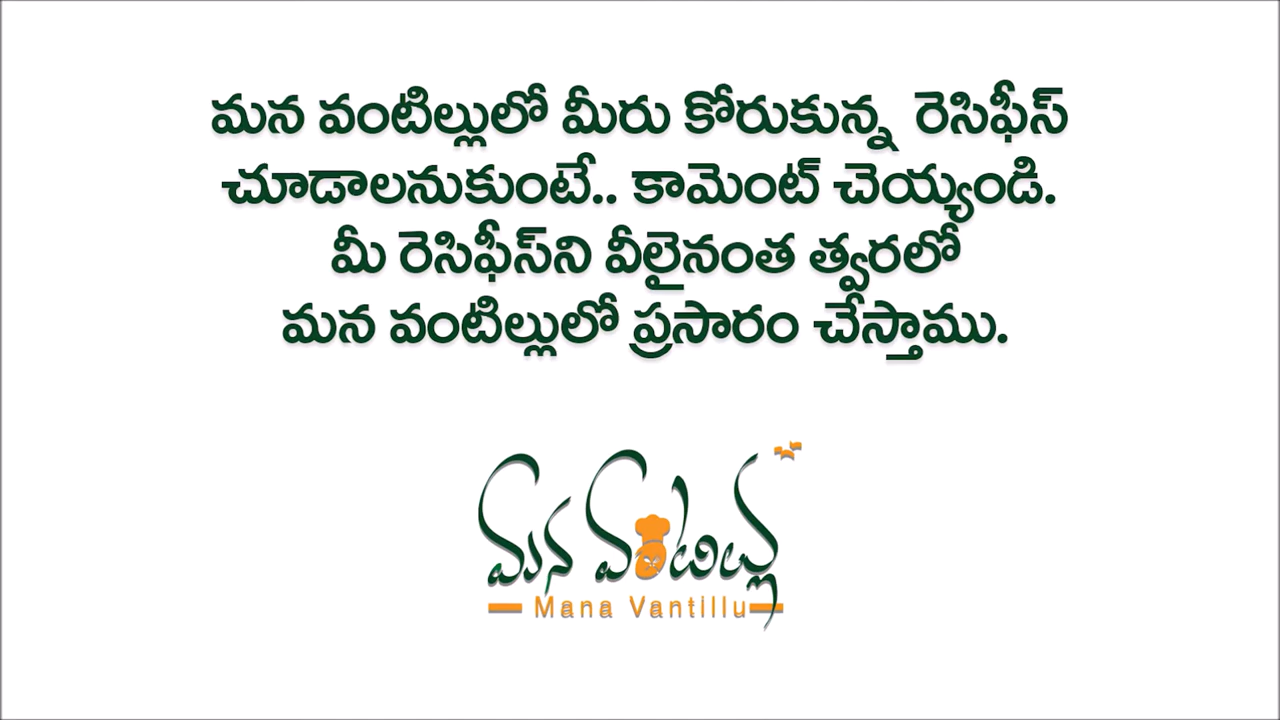 మన వంటిల్లులో మీరు కోరుకున్న రెసిఫీస్
చూడాలనుకుంటే.. కామెంట్ చెయ్యండి.
మీ రెసిఫీస్‌ని వీలైనంత త్వరలో
మన వంటిల్లులో ప్రసారం చేస్తాము.
మన వంటిల్లు
Mana Vantillu